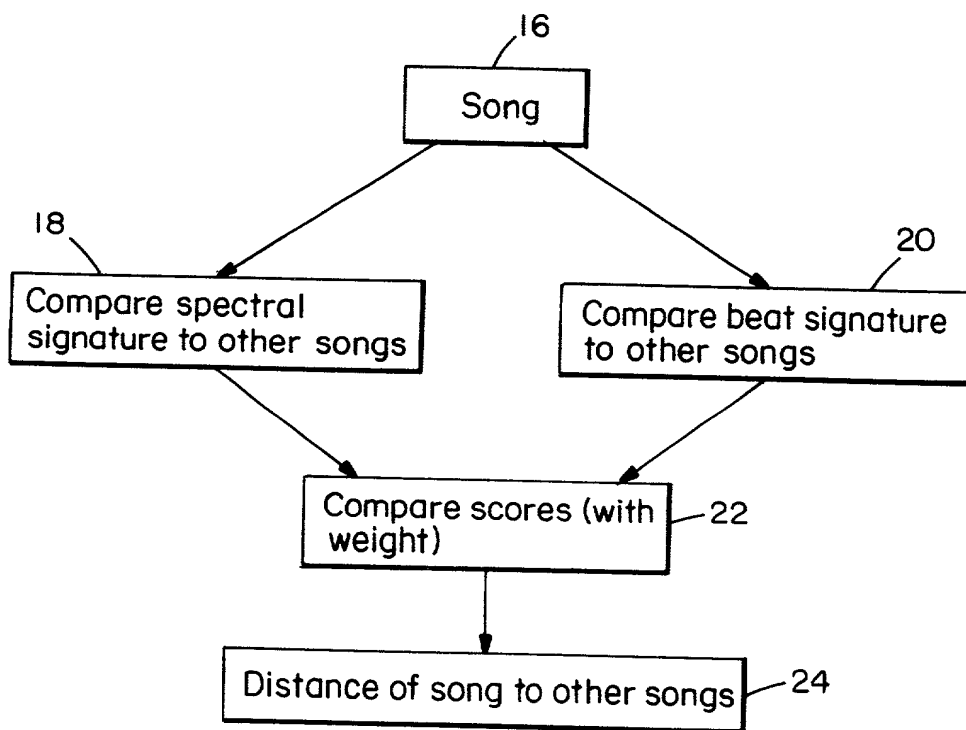 16
Song
18
Compare spectral
signature to other songs
20
Compare beat signature
to other songs
Compare scores (with
weight)
22
Distance of song to other songs
24